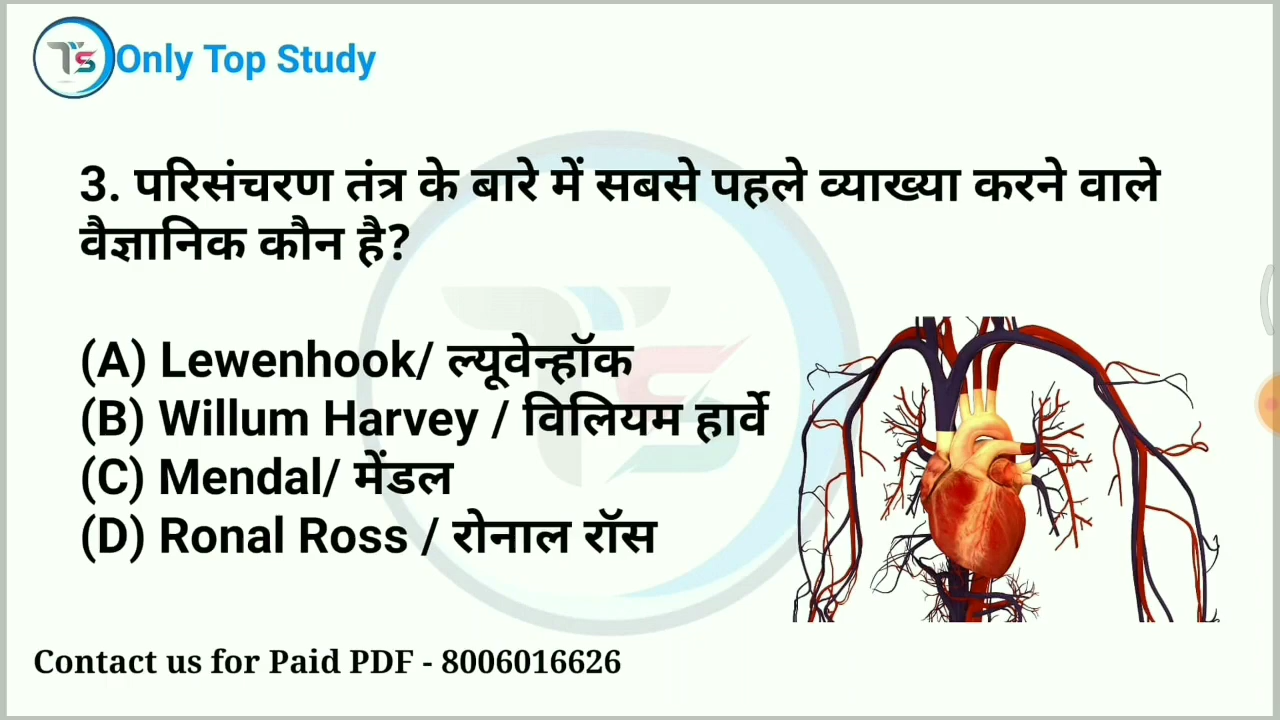 TS Only Top Study
3. परिसंचरण तंत्र के बारे में सबसे पहले व्याख्या करने वाले
वैज्ञानिक कौन है?
(A) Lewenhook/ ल्यूवेन्हॉक
(B) Willum Harvey / विलियम हार्वे
(C) Mendal/ मेंडल
(D) Ronal Ross / रोनाल रॉस
Contact us for Paid PDF - 8006016626